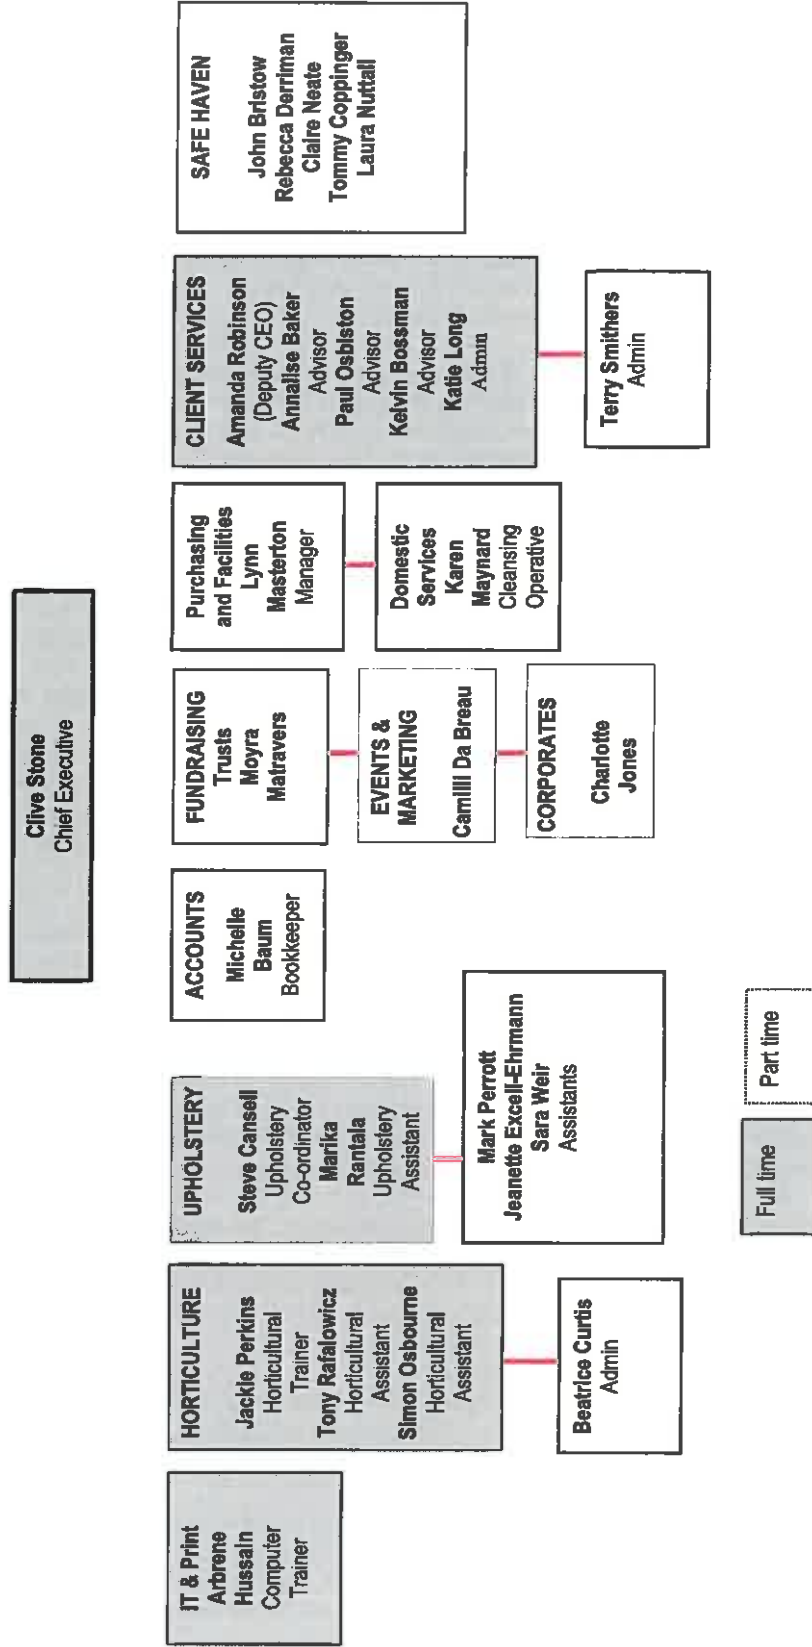 Clive Stone
Chief Executive
IT & Print
Arbrene
Hussain
Computer
Trainer
HORTICULTURE
Jackie Perkins
Horticultural
Trainer
Tony Rafalowicz
Horticultural
Assistant
Simon Osbourne
Horticultural
Assistant
Beatrice Curtis
Admin
UPHOLSTERY
Steve Cansell
Upholstery
Co-ordinator
Marika
Rantala
Upholstery
Assistant
Mark Perrott
Jeanette Excell-Ehrmann
Sara Weir
Assistants
ACCOUNTS
Michelle
Baum
Bookkeeper
FUNDRAISING
Trusts
Moyra
Matravers
EVENTS &
MARKETING
Camilli Da Breau
CORPORATES
Charlotte
Jones
Purchasing
and Facilities
Lynn
Masterton
Manager
Domestic
Services
Karen
Maynard
Cleansing
Operative
CLIENT SERVICES
Amanda Robinson
(Deputy CEO)
Annalise Baker
Advisor
Paul Osbiston
Advisor
Kelvin Bossman
Advisor
Katie Long
Admin
Terry Smithers
Admin
SAFE HAVEN
John Bristow
Rebecca Derriman
Claire Neate
Tommy Coppinger
Laura Nuttall
Full time
Part time